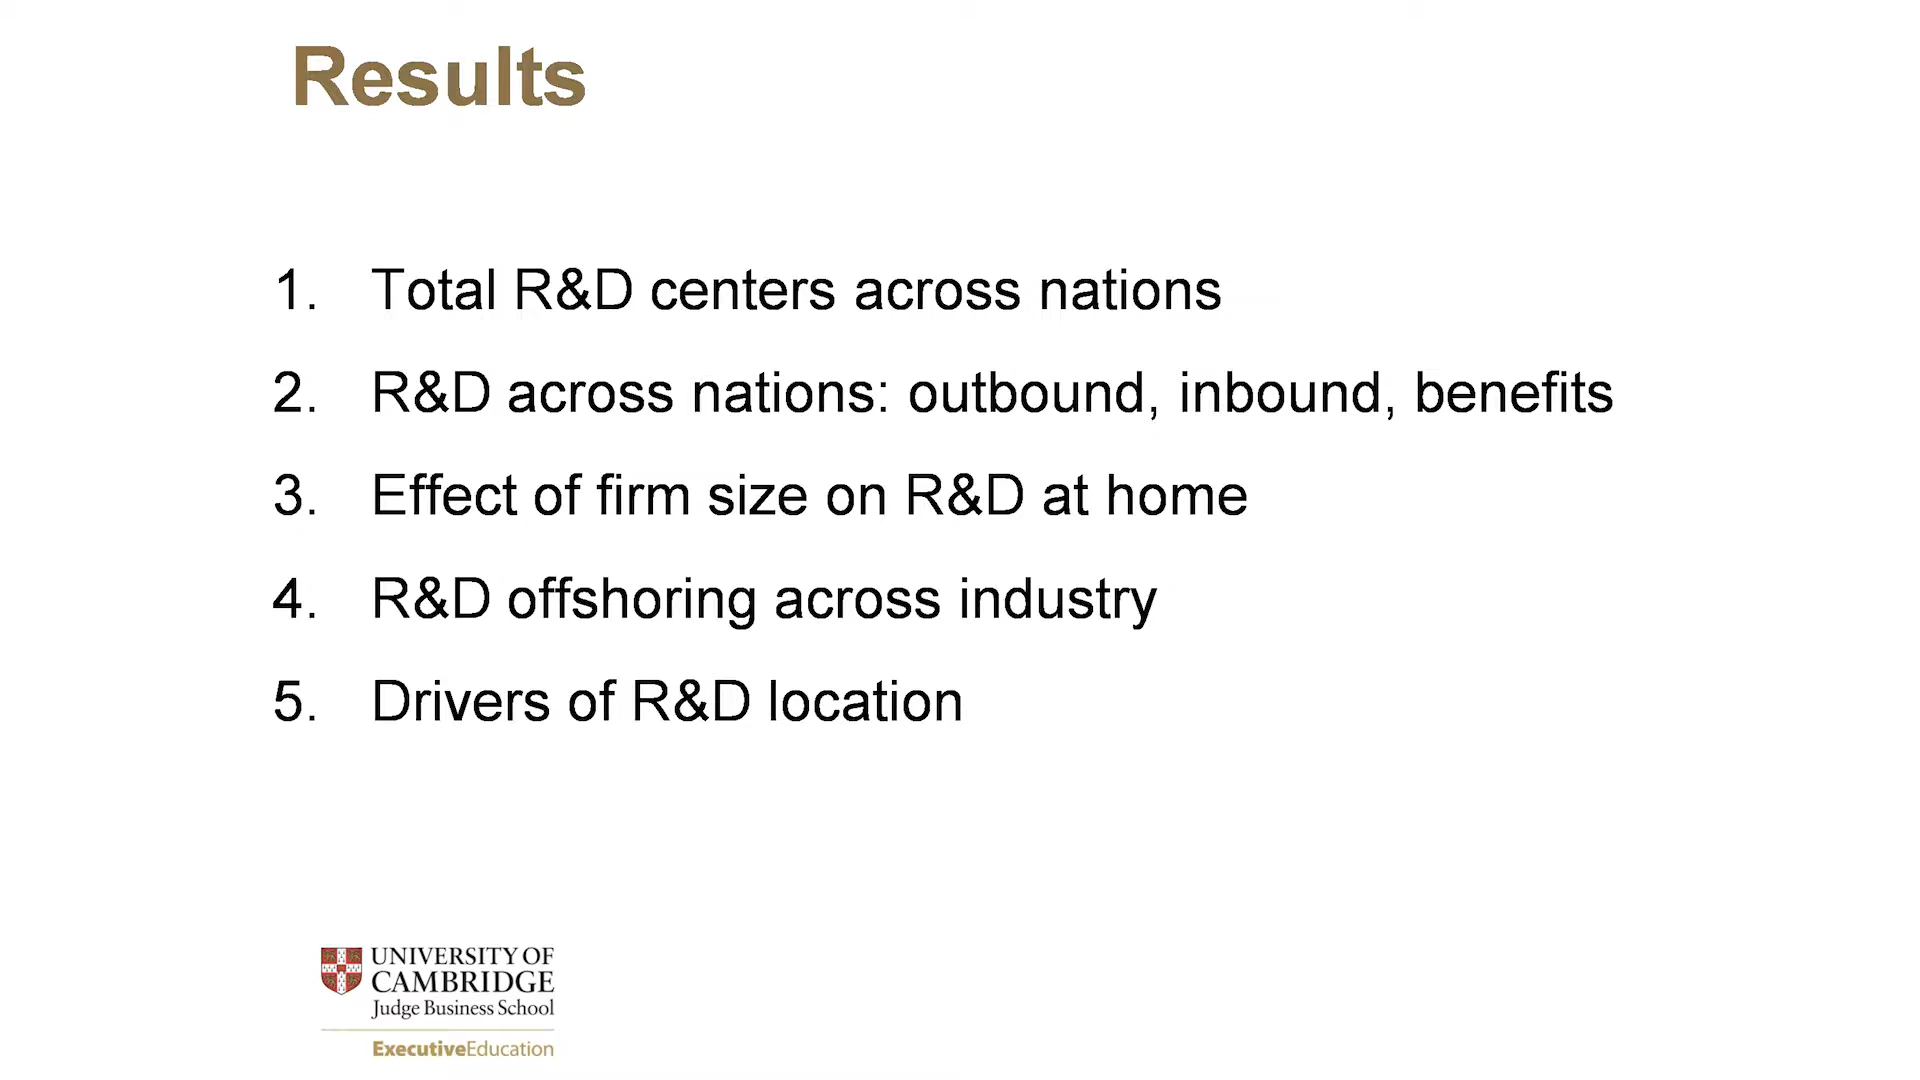 Results
1. Total R&D centers across nations
2. R&D across nations: outbound, inbound, benefits
3. Effect of firm size on R&D at home
4. R&D offshoring across industry
5. Drivers of R&D location
UNIVERSITY OF
CAMBRIDGE
Judge Business School
ExecutiveEducation